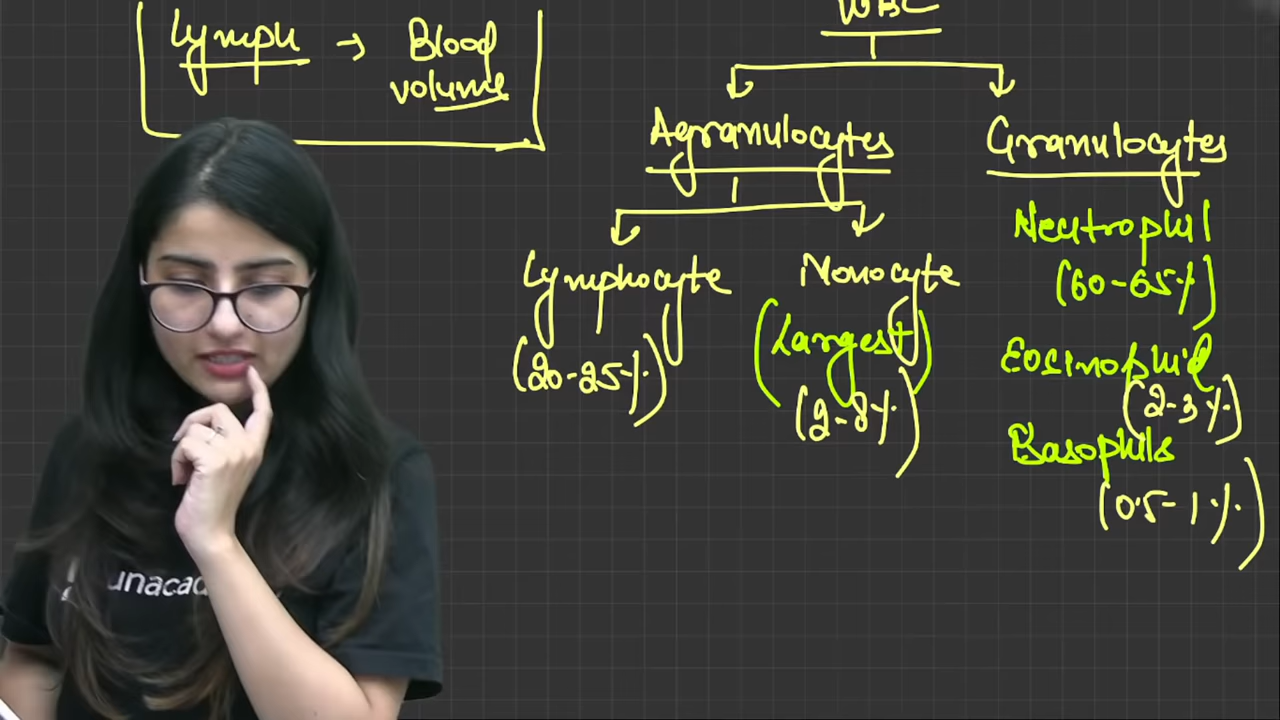 Lymph → Blood
volume
WBC
Agranulocytes
Granulocytes
Lymphocyte
(20-25%)
Monocyte
(Largest)
(2-8%)
Neutrophil
(60-65%)
Eosinophil
(2-3%)
Basophils
(0.5-1%)
unacad